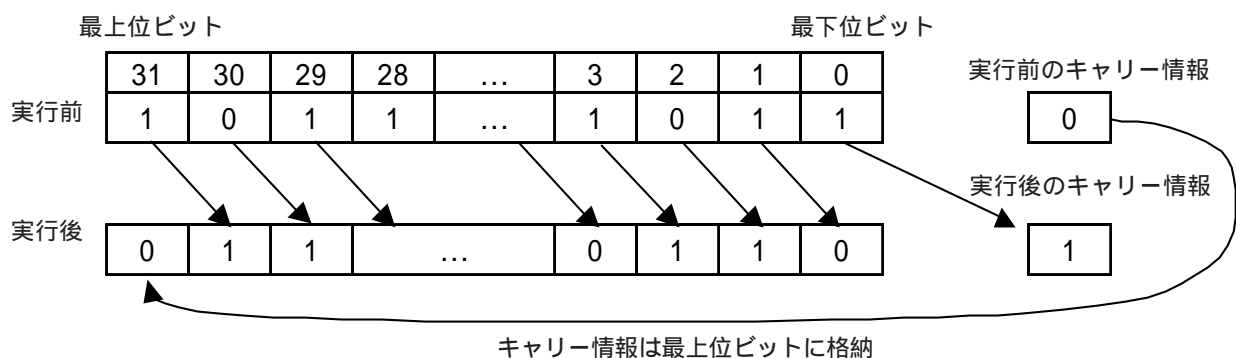 最上位ビット 最下位ビット
31 30 29 28 … 3 2 1 0 実行前のキャリー情報
実行前 1 0 1 1 … 1 0 1 1 0
実行後のキャリー情報
実行後 0 1 1 … 0 1 1 0 1
キャリー情報は最上位ビットに格納